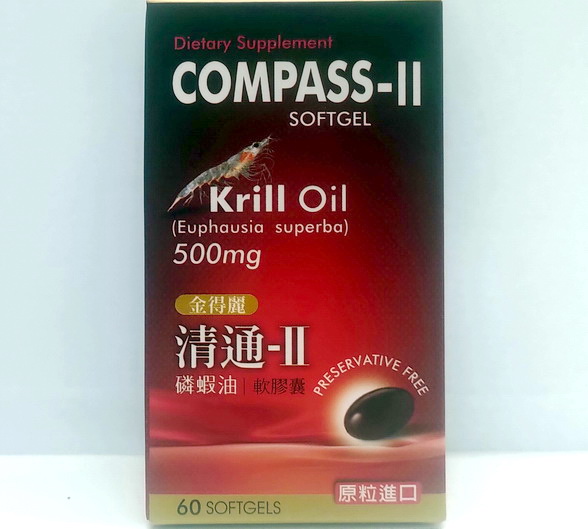 Dietary Supplement
COMPASS-II
SOFTGEL
Krill Oil
(Euphausia superba)
500mg
金得麗
清通-II
磷蝦油|軟膠囊
PRESERVATIVE FREE
原粒進口
60 SOFTGELS